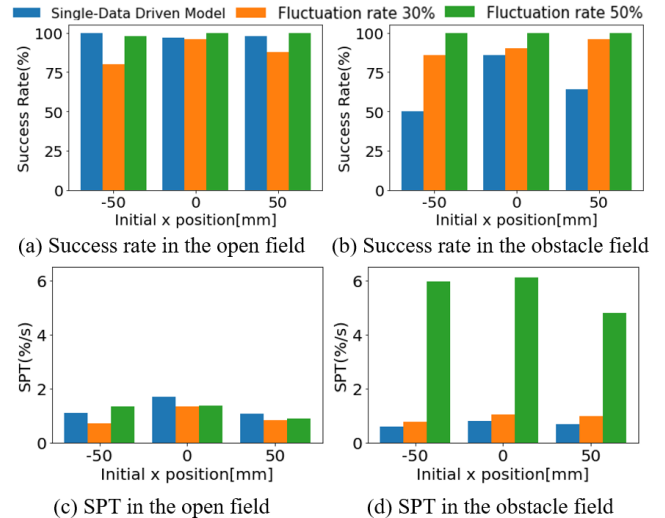 Single-Data Driven Model Fluctuation rate 30% Fluctuation rate 50%
100
75
50
25
0
Success Rate(%)
-50 0 50
Initial x position[mm]
(a) Success rate in the open field
100
75
50
25
0
Success Rate(%)
-50 0 50
Initial x position[mm]
(b) Success rate in the obstacle field
6
4
2
0
SPT(%/s)
-50 0 50
Initial x position[mm]
(c) SPT in the open field
6
4
2
0
SPT(%/s)
-50 0 50
Initial x position[mm]
(d) SPT in the obstacle field